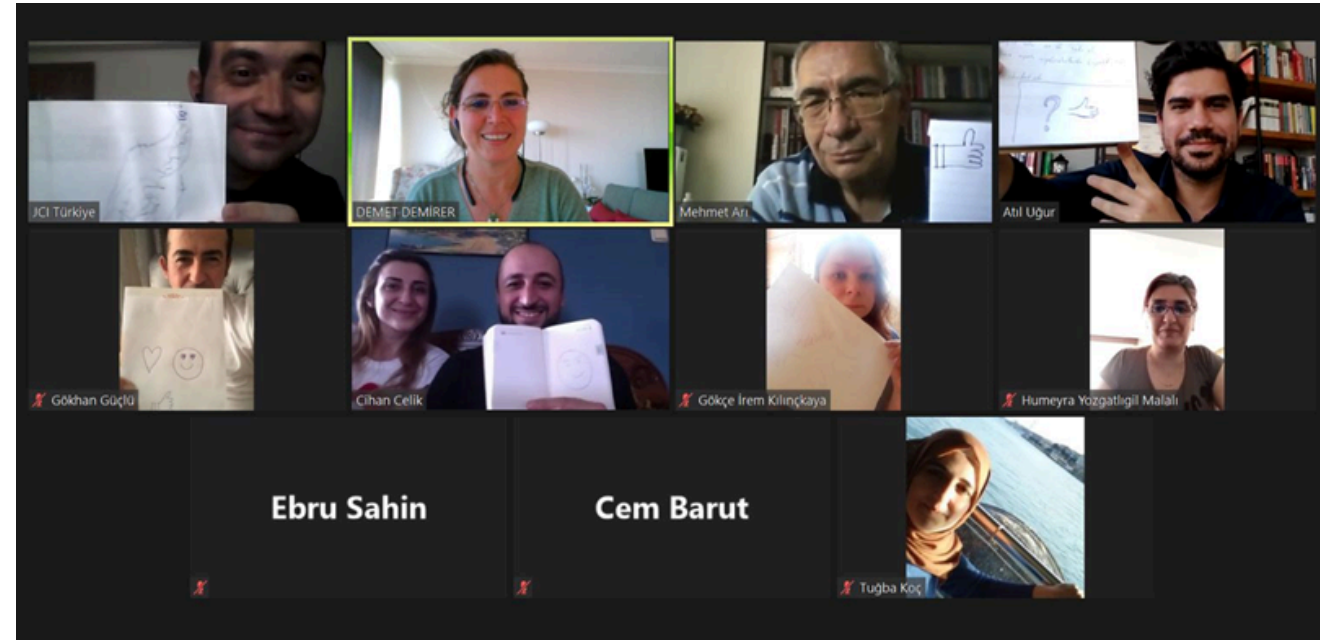 JCI Türkiye
DEMET DEMİRER
Mehmet Arı
Atıl Uğur
Gökhan Güçlü
Cihan Celik
Gökçe İrem Kılınçkaya
Humeyra Yozgatlıgil Malalı
Ebru Sahin
Cem Barut
Tuğba Koç